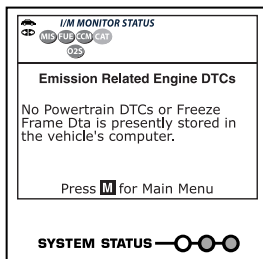 I/M MONITOR STATUS
MIS FUE CCM CAT
O2S
Emission Related Engine DTCs
No Powertrain DTCs or Freeze
Frame Dta is presently stored in
the vehicle's computer.
Press M for Main Menu
SYSTEM STATUS